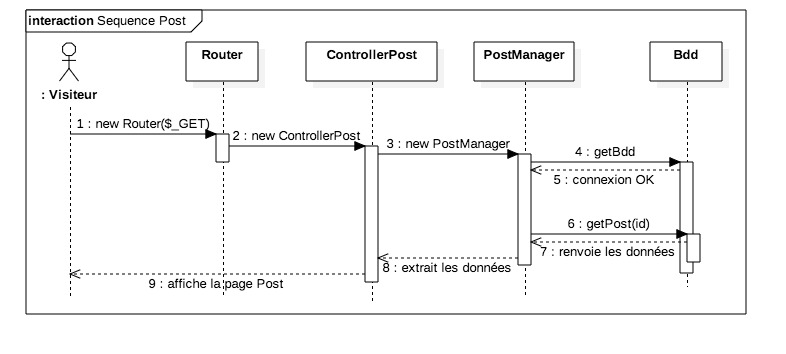 interaction Sequence Post
Router
ControllerPost
PostManager
Bdd
: Visiteur
1 : new Router($_GET)
2 : new ControllerPost
3 : new PostManager
4 : getBdd
5 : connexion OK
6 : getPost(id)
7 : renvoie les données
8 : extrait les données
9 : affiche la page Post